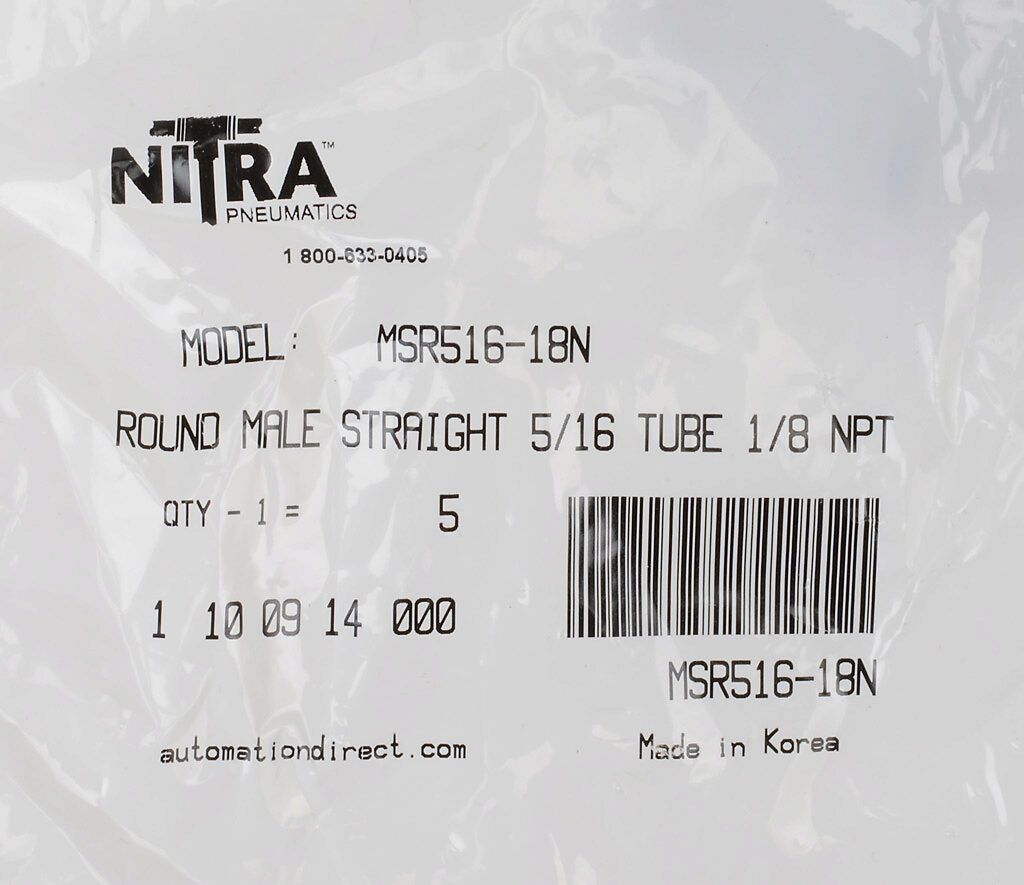 NITRA™
PNEUMATICS
1 800-633-0405
MODEL: MSR516-18N
ROUND MALE STRAIGHT 5/16 TUBE 1/8 NPT
QTY - 1 = 5
1 10 09 14 000
MSR516-18N
automationdirect.com
Made in Korea